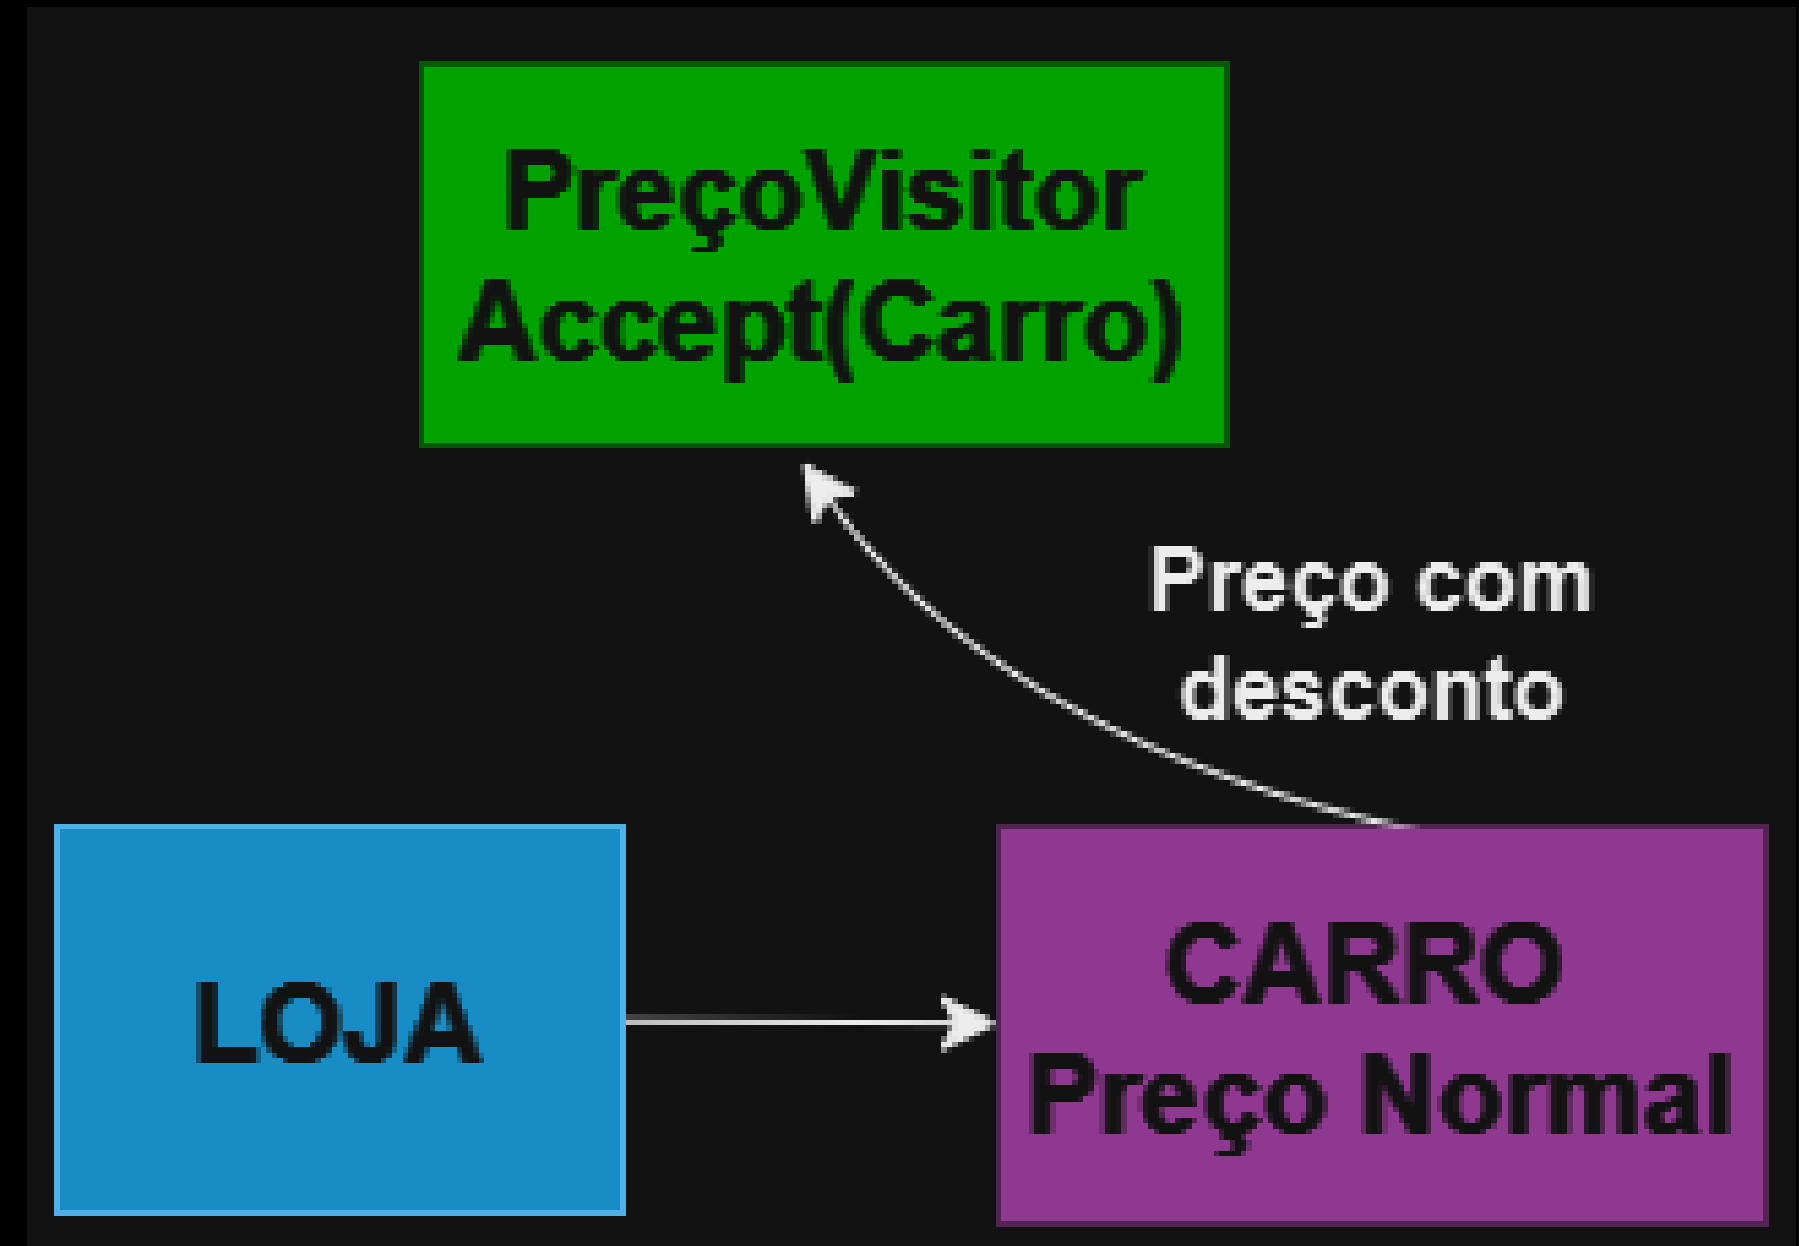 PreçoVisitor
Accept(Carro)
Preço com
desconto
LOJA
CARRO
Preço Normal